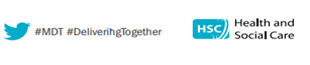 #MDT #DeliverihgTogether
HSC Health and
Social Care